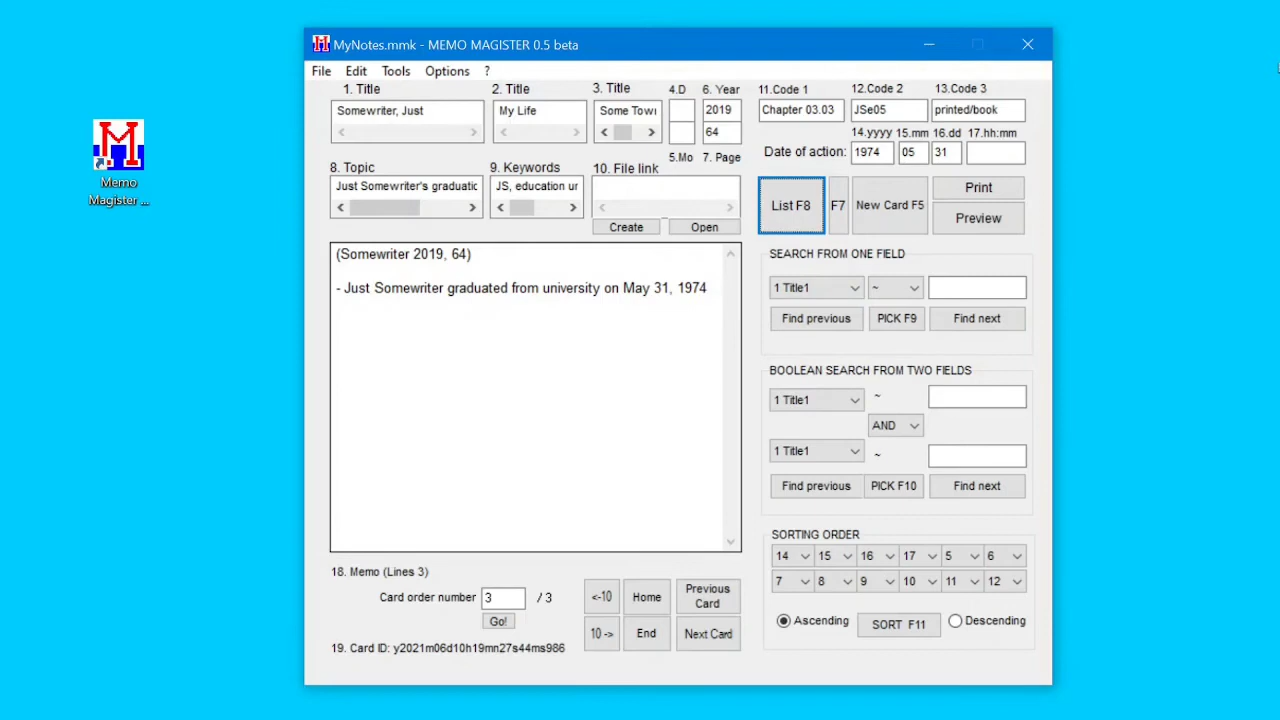 MyNotes.mmk - MEMO MAGISTER 0.5 beta
File Edit Tools Options ?
1. Title 2. Title 3. Title 4.D 6. Year 11.Code 1 12.Code 2 13.Code 3
Somewriter, Just My Life Some Tow 2019 Chapter 03.03 JSe05 printed/book
64
14.yyyy 15.mm 16.dd 17.hh:mm
Date of action: 1974 05 31
5.Mo 7. Page
8. Topic 9. Keywords 10. File link
Just Somewriter's graduatic JS, education ur
Create Open
List F8 F7 New Card F5 Print
Preview
(Somewriter 2019, 64)
- Just Somewriter graduated from university on May 31, 1974
SEARCH FROM ONE FIELD
1 Title1 ~
Find previous PICK F9 Find next
BOOLEAN SEARCH FROM TWO FIELDS
1 Title1 ~
AND
1 Title1 ~
Find previous PICK F10 Find next
SORTING ORDER
14 15 16 17 5 6
7 8 9 10 11 12
Ascending SORT F11 Descending
18. Memo (Lines 3)
Card order number 3 / 3
Go!
<-10 Home Previous Card
10 -> End Next Card
19. Card ID: y2021m06d10h19mn27s44ms986
Memo
Magister ...